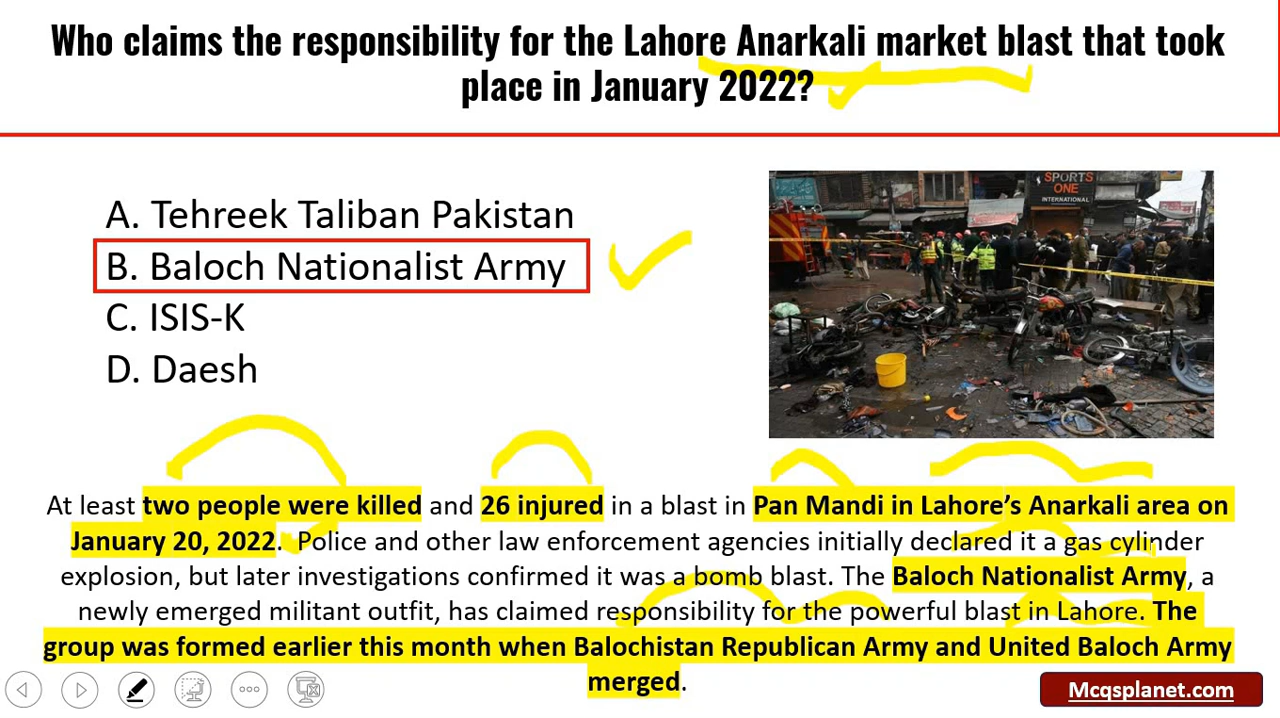 Who claims the responsibility for the Lahore Anarkali market blast that took
place in January 2022?
A. Tehreek Taliban Pakistan
B. Baloch Nationalist Army
C. ISIS-K
D. Daesh
SPORTS
ONE
INTERNATIONAL
At least two people were killed and 26 injured in a blast in Pan Mandi in Lahore’s Anarkali area on
January 20, 2022. Police and other law enforcement agencies initially declared it a gas cylinder
explosion, but later investigations confirmed it was a bomb blast. The Baloch Nationalist Army, a
newly emerged militant outfit, has claimed responsibility for the powerful blast in Lahore. The
group was formed earlier this month when Balochistan Republican Army and United Baloch Army
merged.
Mcqsplanet.com